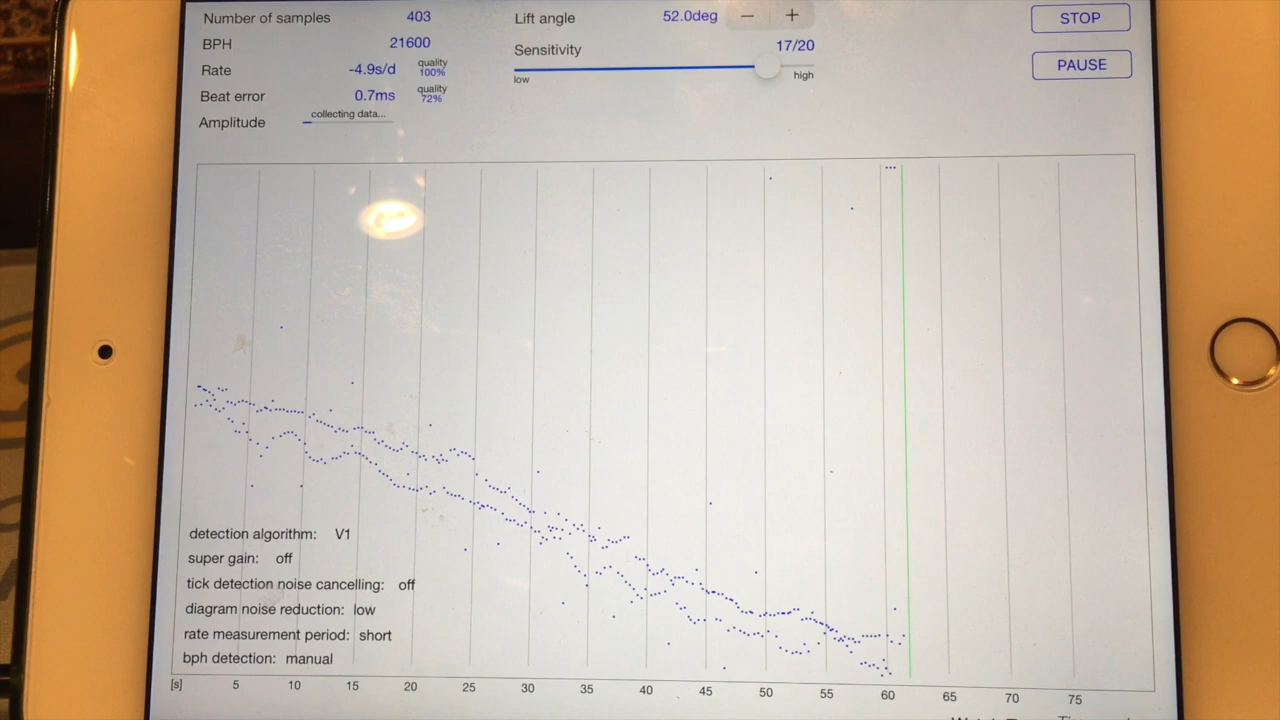 Number of samples 403
BPH 21600
Rate -4.9s/d quality 100%
Beat error 0.7ms quality 72%
Amplitude collecting data...
Lift angle 52.0deg − +
Sensitivity 17/20
low high
STOP
PAUSE
detection algorithm: V1
super gain: off
tick detection noise cancelling: off
diagram noise reduction: low
rate measurement period: short
bph detection: manual
[s] 5 10 15 20 25 30 35 40 45 50 55 60 65 70 75